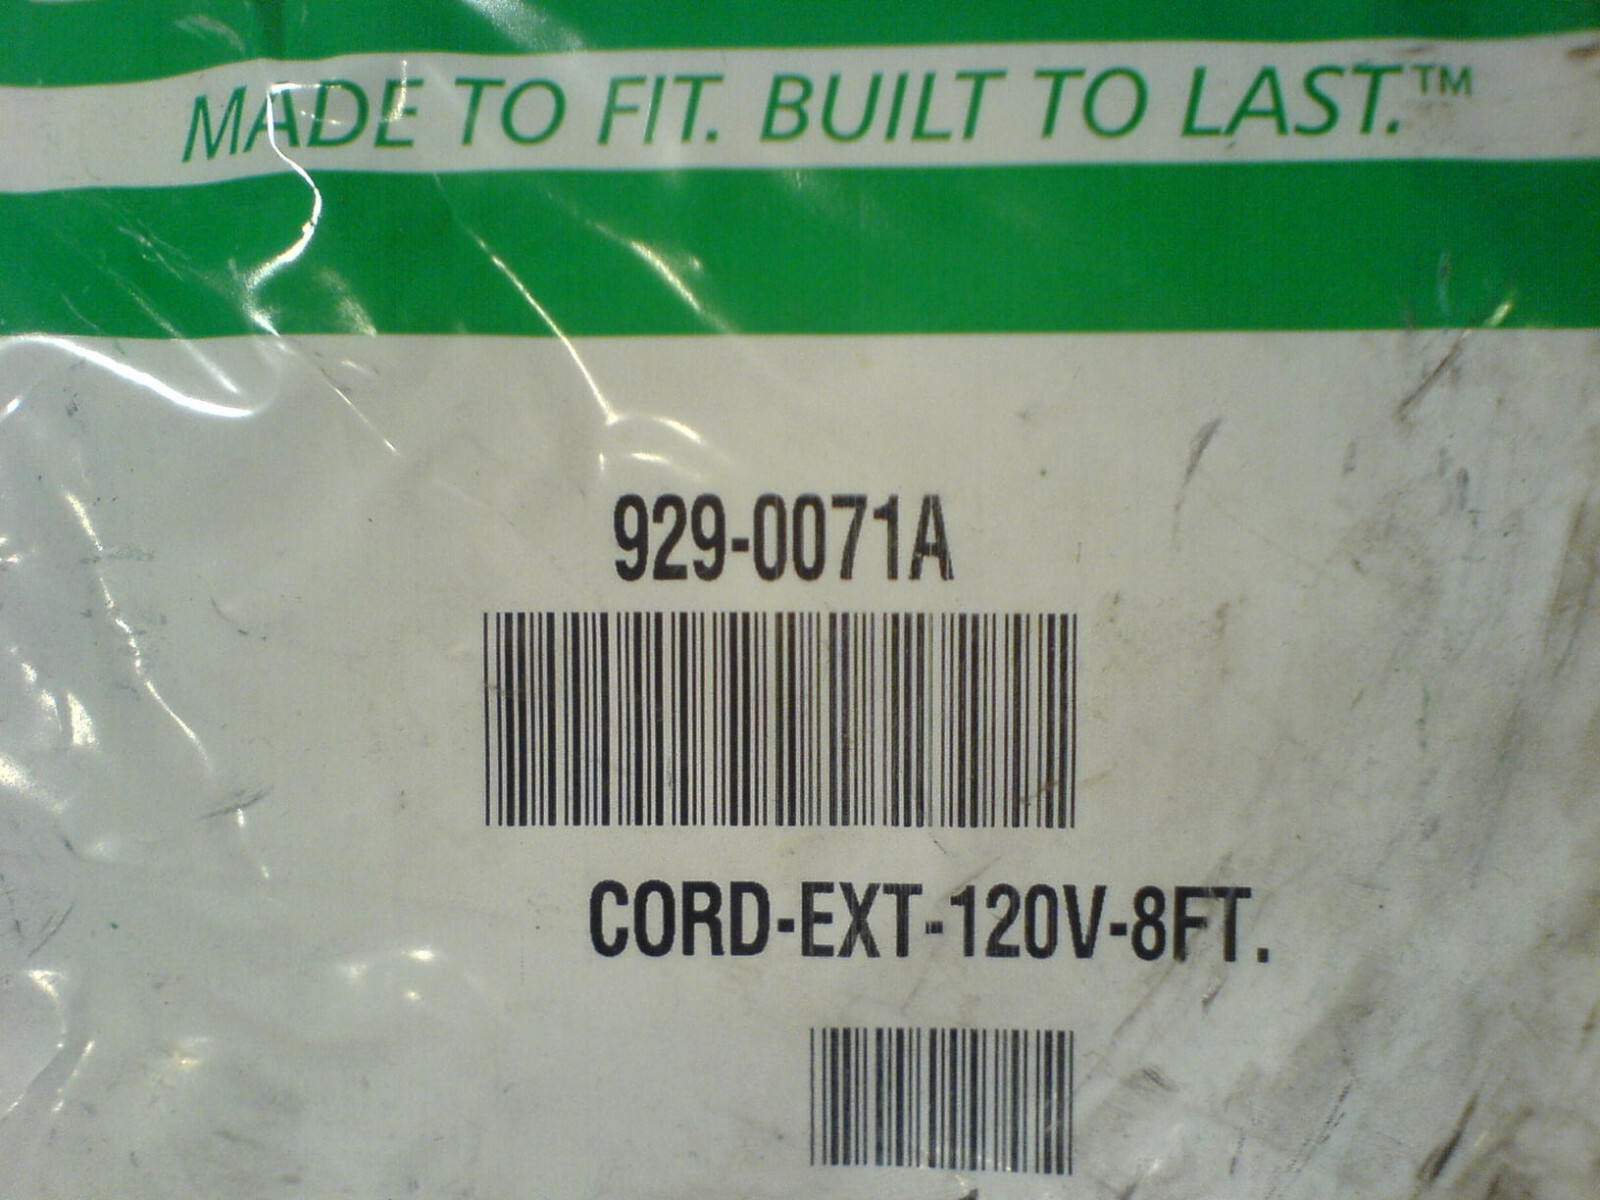 MADE TO FIT. BUILT TO LAST.™
929-0071A
CORD-EXT-120V-8FT.